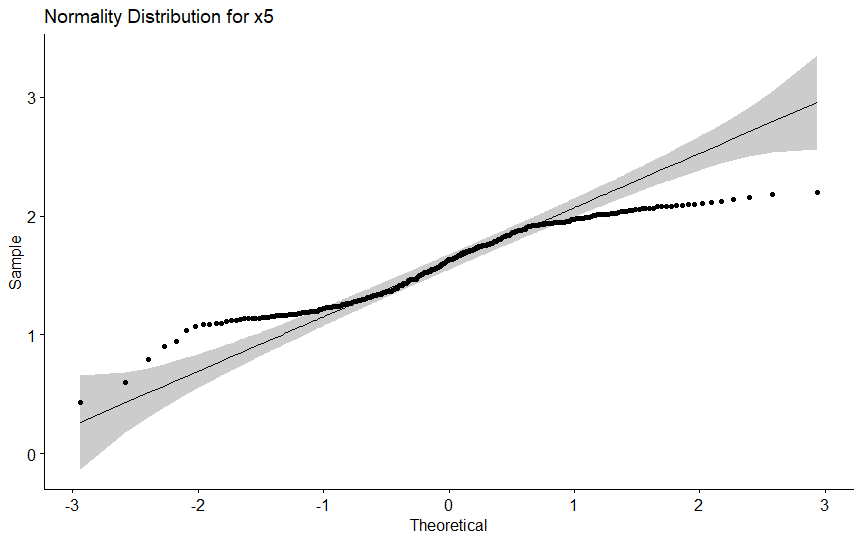 Normality Distribution for x5
Sample
3
2
1
0
-3 -2 -1 0 1 2 3
Theoretical